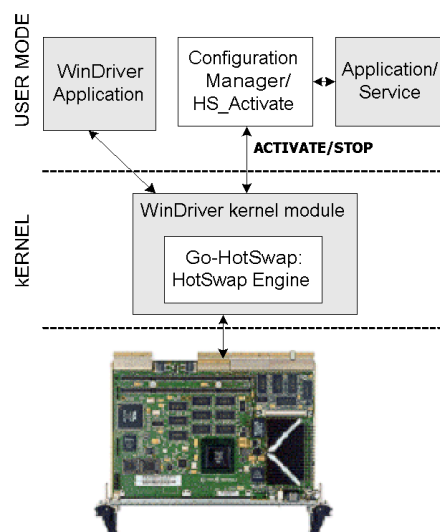 USER MODE
WinDriver
Application
Configuration
Manager/
HS_Activate
Application/
Service
ACTIVATE/STOP
kERNEL
WinDriver kernel module
Go-HotSwap:
HotSwap Engine